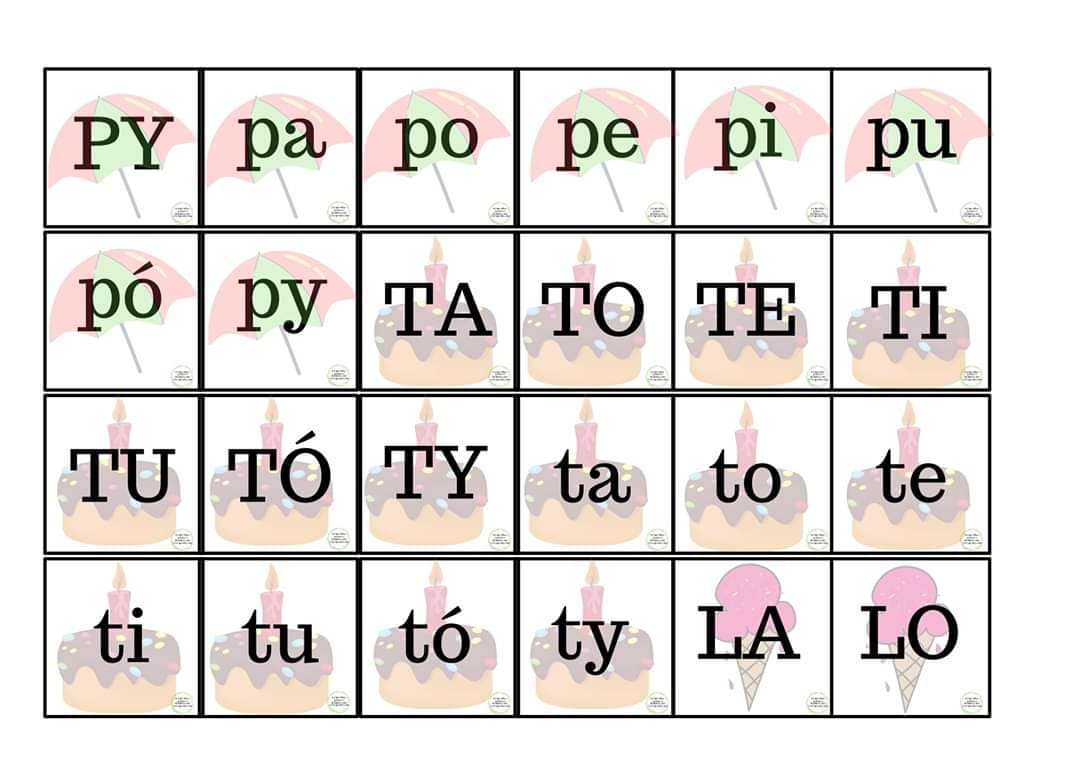 PY pa po pe pi pu
pó py TA TO TE TI
TU TÓ TY ta to te
ti tu tó ty LA LO